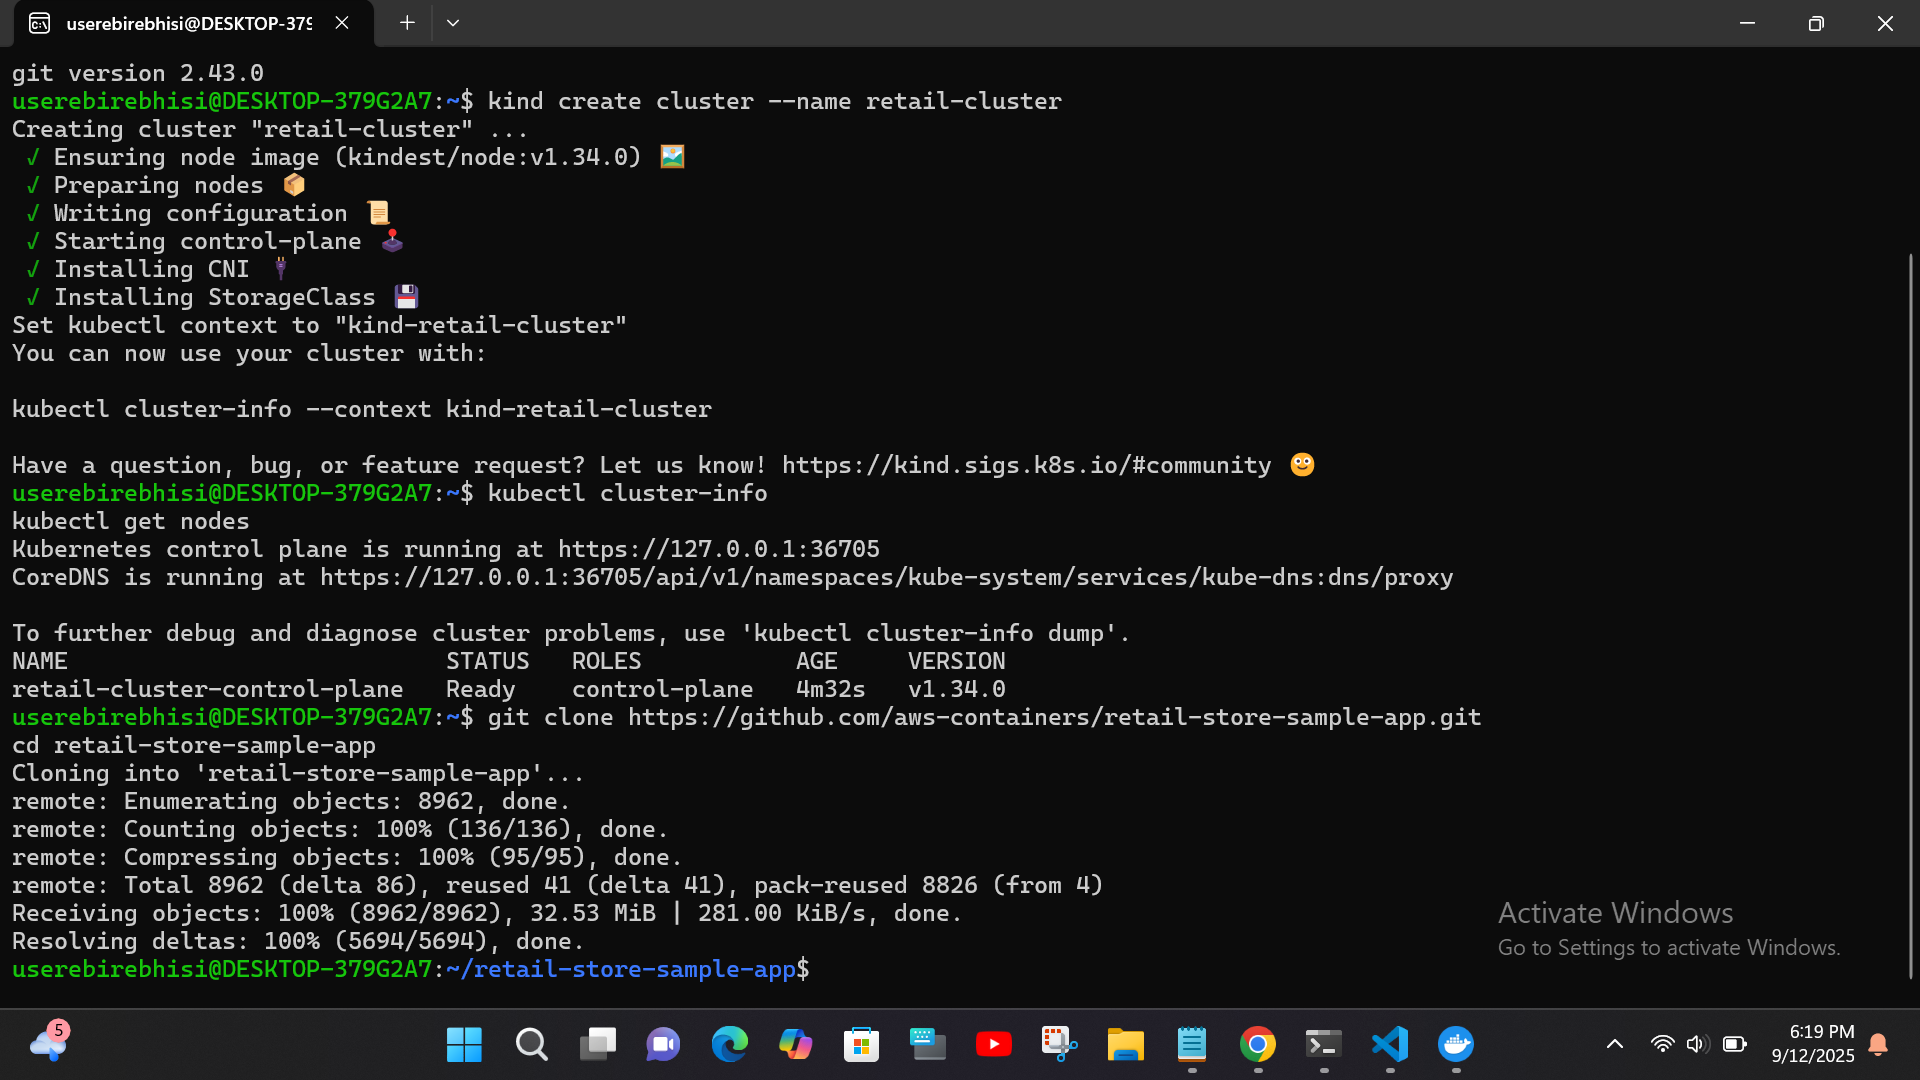 userebirebhisi@DESKTOP-379
git version 2.43.0
userebirebhisi@DESKTOP-379G2A7:~$ kind create cluster --name retail-cluster
Creating cluster "retail-cluster" ...
✓ Ensuring node image (kindest/node:v1.34.0) 🖼
✓ Preparing nodes 📦
✓ Writing configuration 📜
✓ Starting control-plane 🕹
✓ Installing CNI 🔌
✓ Installing StorageClass 💾
Set kubectl context to "kind-retail-cluster"
You can now use your cluster with:
kubectl cluster-info --context kind-retail-cluster
Have a question, bug, or feature request? Let us know! https://kind.sigs.k8s.io/#community 🙂
userebirebhisi@DESKTOP-379G2A7:~$ kubectl cluster-info
kubectl get nodes
Kubernetes control plane is running at https://127.0.0.1:36705
CoreDNS is running at https://127.0.0.1:36705/api/v1/namespaces/kube-system/services/kube-dns:dns/proxy
To further debug and diagnose cluster problems, use 'kubectl cluster-info dump'.
NAME STATUS ROLES AGE VERSION
retail-cluster-control-plane Ready control-plane 4m32s v1.34.0
userebirebhisi@DESKTOP-379G2A7:~$ git clone https://github.com/aws-containers/retail-store-sample-app.git
cd retail-store-sample-app
Cloning into 'retail-store-sample-app'...
remote: Enumerating objects: 8962, done.
remote: Counting objects: 100% (136/136), done.
remote: Compressing objects: 100% (95/95), done.
remote: Total 8962 (delta 86), reused 41 (delta 41), pack-reused 8826 (from 4)
Receiving objects: 100% (8962/8962), 32.53 MiB | 281.00 KiB/s, done.
Resolving deltas: 100% (5694/5694), done.
userebirebhisi@DESKTOP-379G2A7:~/retail-store-sample-app$
Activate Windows
Go to Settings to activate Windows.
5
6:19 PM
9/12/2025